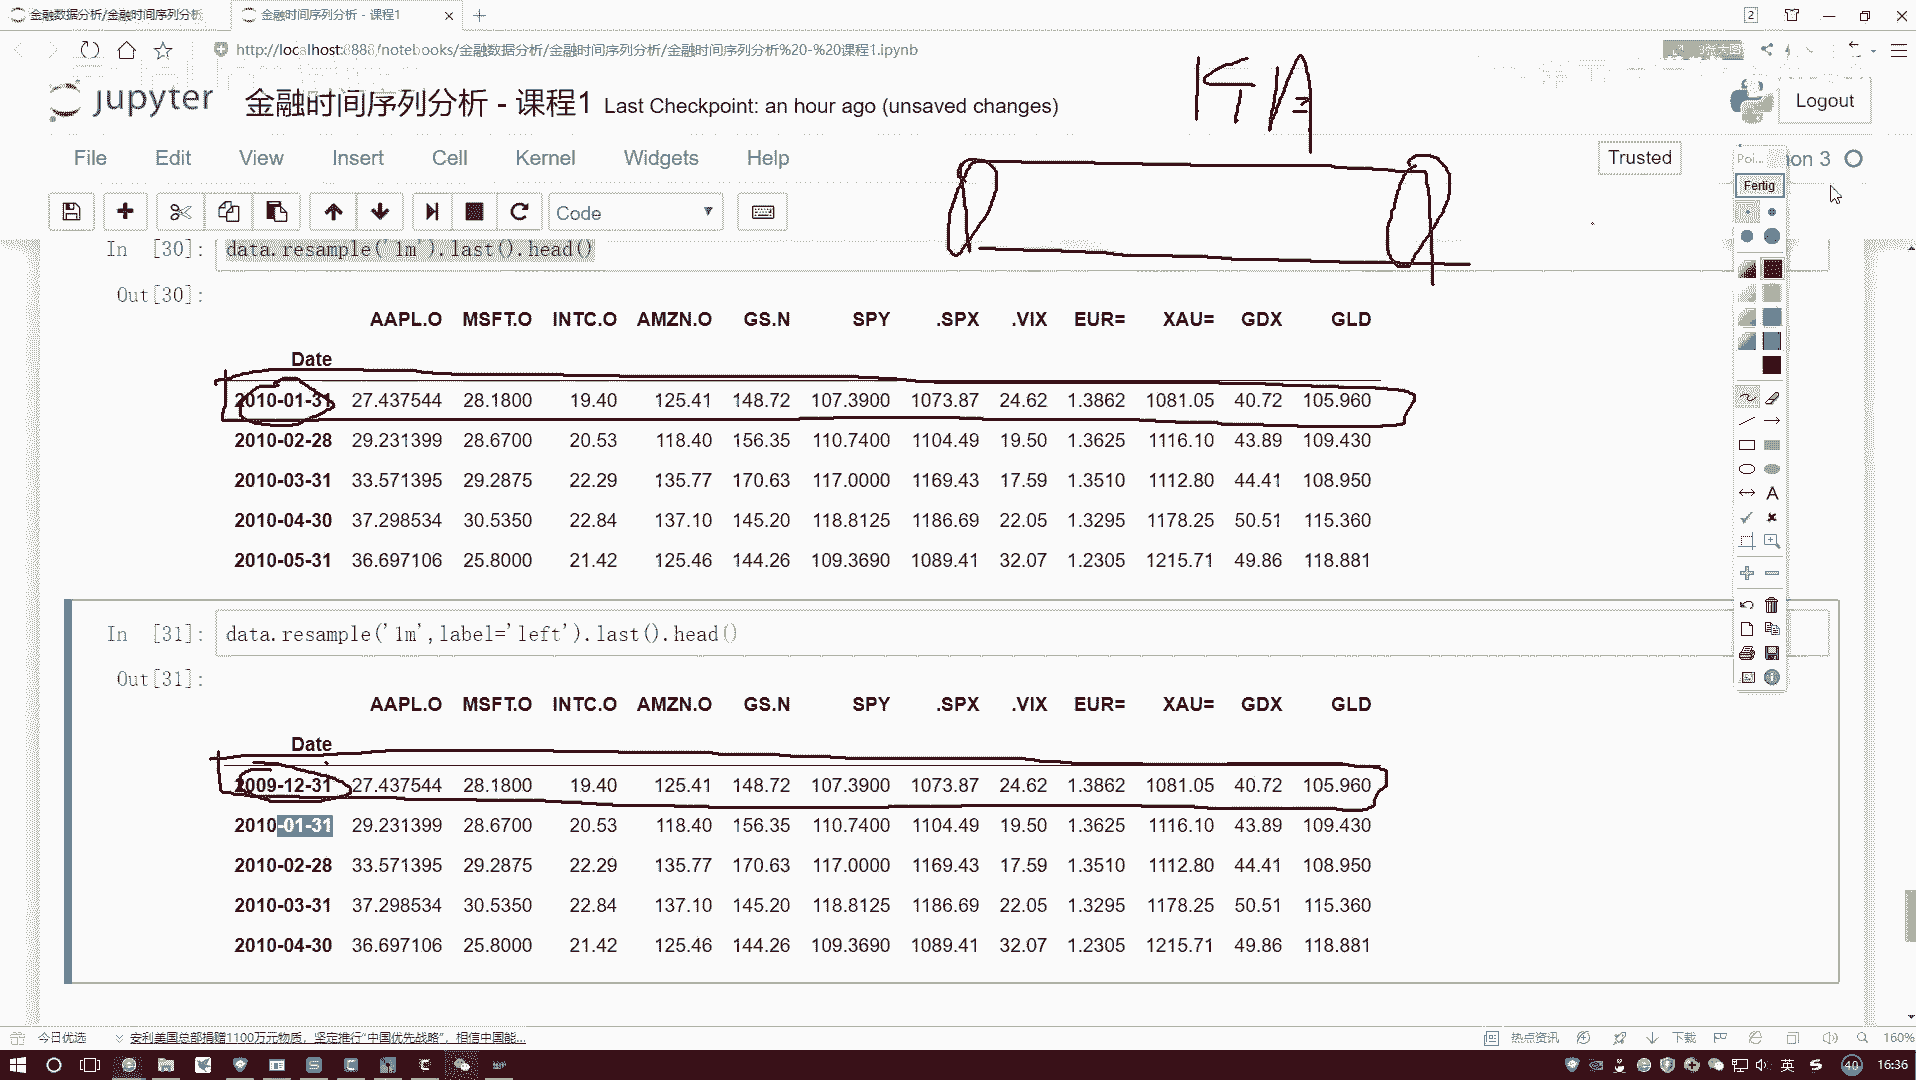 金融数据分析/金融时间序列分析
金融时间序列分析 - 课程1
2
http://localhost:8888/notebooks/金融数据分析/金融时间序列分析/金融时间序列分析%20-%20课程1.ipynb
jupyter 金融时间序列分析 - 课程1 Last Checkpoint: an hour ago (unsaved changes)
Logout
File Edit View Insert Cell Kernel Widgets Help
Trusted
on 3
Code
Poi...
Fertig
In [30]: data.resample('1m').last().head()
Out[30]:
AAPL.O MSFT.O INTC.O AMZN.O GS.N SPY .SPX .VIX EUR= XAU= GDX GLD
Date
2010-01-31 27.437544 28.1800 19.40 125.41 148.72 107.3900 1073.87 24.62 1.3862 1081.05 40.72 105.960
2010-02-28 29.231399 28.6700 20.53 118.40 156.35 110.7400 1104.49 19.50 1.3625 1116.10 43.89 109.430
2010-03-31 33.571395 29.2875 22.29 135.77 170.63 117.0000 1169.43 17.59 1.3510 1112.80 44.41 108.950
2010-04-30 37.298534 30.5350 22.84 137.10 145.20 118.8125 1186.69 22.05 1.3295 1178.25 50.51 115.360
2010-05-31 36.697106 25.8000 21.42 125.46 144.26 109.3690 1089.41 32.07 1.2305 1215.71 49.86 118.881
In [31]: data.resample('1m',label='left').last().head()
Out[31]:
AAPL.O MSFT.O INTC.O AMZN.O GS.N SPY .SPX .VIX EUR= XAU= GDX GLD
Date
2009-12-31 27.437544 28.1800 19.40 125.41 148.72 107.3900 1073.87 24.62 1.3862 1081.05 40.72 105.960
2010-01-31 29.231399 28.6700 20.53 118.40 156.35 110.7400 1104.49 19.50 1.3625 1116.10 43.89 109.430
2010-02-28 33.571395 29.2875 22.29 135.77 170.63 117.0000 1169.43 17.59 1.3510 1112.80 44.41 108.950
2010-03-31 37.298534 30.5350 22.84 137.10 145.20 118.8125 1186.69 22.05 1.3295 1178.25 50.51 115.360
2010-04-30 36.697106 25.8000 21.42 125.46 144.26 109.3690 1089.41 32.07 1.2305 1215.71 49.86 118.881
今日优选 安利美国总部捐赠1100万元物质，坚定推行“中国优先战略”，相信中国能... 热点资讯 下载 160%
英 40 16:36